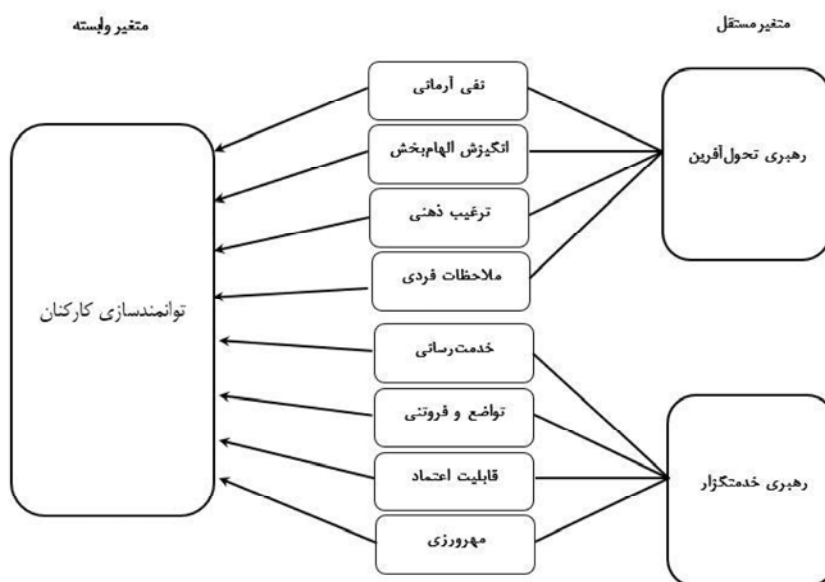 متغیر مستقل
متغیر وابسته
رهبری تحول‌آفرین
نفی آرمانی
انگیزش الهام‌بخش
ترغیب ذهنی
ملاحظات فردی
توانمندسازی کارکنان
خدمت‌رسانی
تواضع و فروتنی
قابلیت اعتماد
مهرورزی
رهبری خدمتگزار